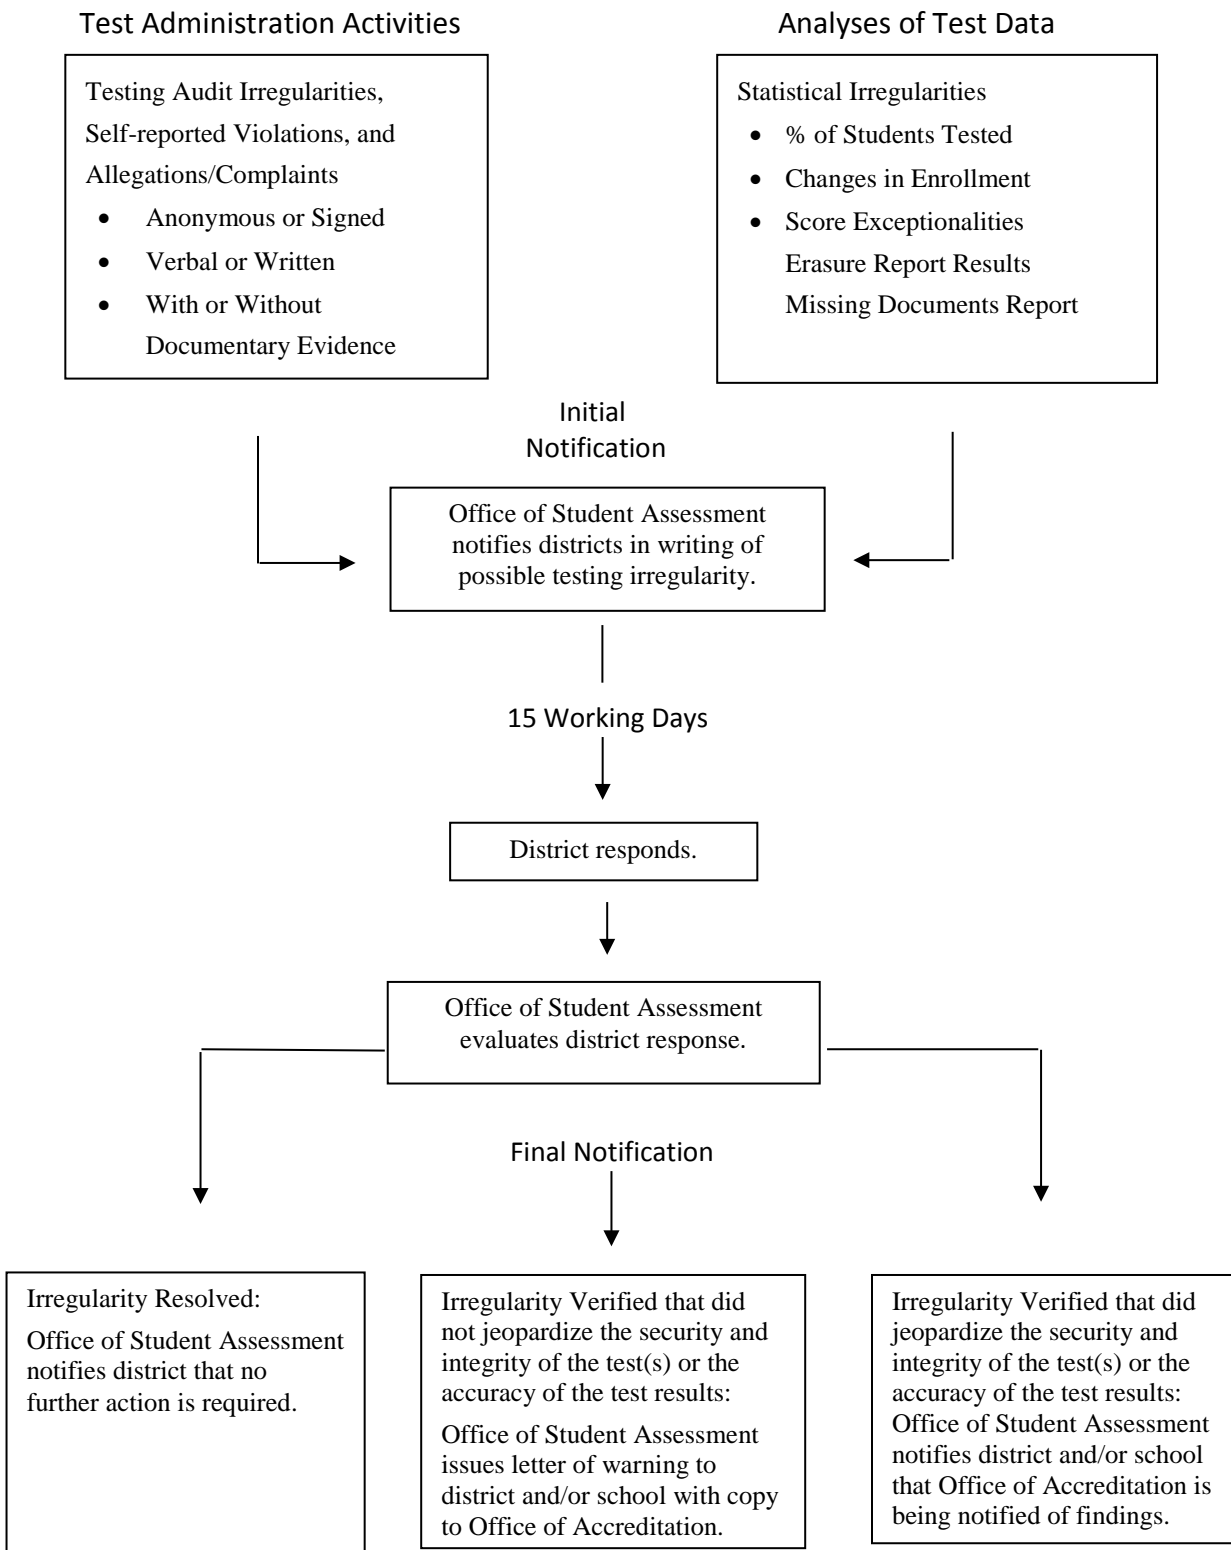 Test Administration Activities
Analyses of Test Data
Testing Audit Irregularities,
Self-reported Violations, and
Allegations/Complaints
• Anonymous or Signed
• Verbal or Written
• With or Without
Documentary Evidence
Statistical Irregularities
• % of Students Tested
• Changes in Enrollment
• Score Exceptionalities
Erasure Report Results
Missing Documents Report
Initial
Notification
Office of Student Assessment
notifies districts in writing of
possible testing irregularity.
15 Working Days
District responds.
Office of Student Assessment
evaluates district response.
Final Notification
Irregularity Resolved:
Office of Student Assessment
notifies district that no
further action is required.
Irregularity Verified that did
not jeopardize the security and
integrity of the test(s) or the
accuracy of the test results:
Office of Student Assessment
issues letter of warning to
district and/or school with copy
to Office of Accreditation.
Irregularity Verified that did
jeopardize the security and
integrity of the test(s) or the
accuracy of the test results:
Office of Student Assessment
notifies district and/or school
that Office of Accreditation is
being notified of findings.